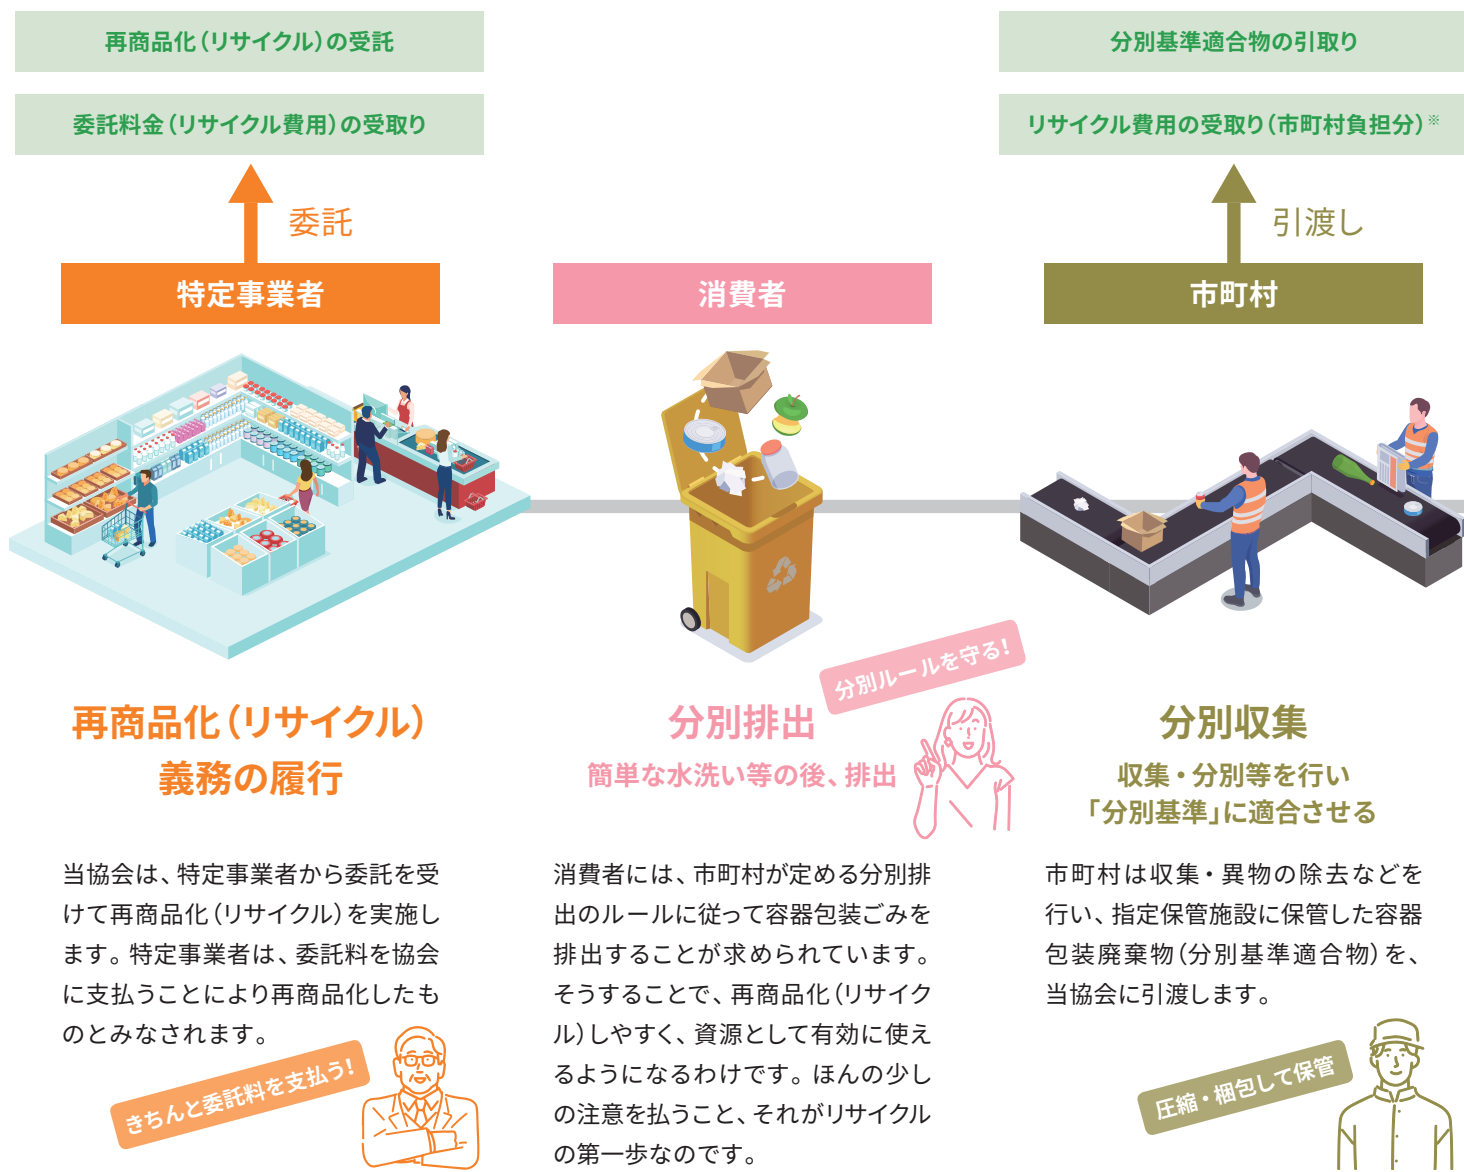 再商品化（リサイクル）の受託
委託料金（リサイクル費用）の受取り
委託
特定事業者
再商品化（リサイクル）
義務の履行
当協会は、特定事業者から委託を受
けて再商品化（リサイクル）を実施し
ます。特定事業者は、委託料を協会
に支払うことにより再商品化したも
のとみなされます。
きちんと委託料を支払う!
消費者
分別ルールを守る!
分別排出
簡単な水洗い等の後、排出
消費者には、市町村が定める分別排
出のルールに従って容器包装ごみを
排出することが求められています。
そうすることで、再商品化（リサイク
ル）しやすく、資源として有効に使え
るようになるわけです。ほんの少し
の注意を払うこと、それがリサイクル
の第一歩なのです。
分別基準適合物の引取り
リサイクル費用の受取り（市町村負担分）※
引渡し
市町村
分別収集
収集・分別等を行い
「分別基準」に適合させる
市町村は収集・異物の除去などを
行い、指定保管施設に保管した容器
包装廃棄物（分別基準適合物）を、
当協会に引渡します。
圧縮・梱包して保管